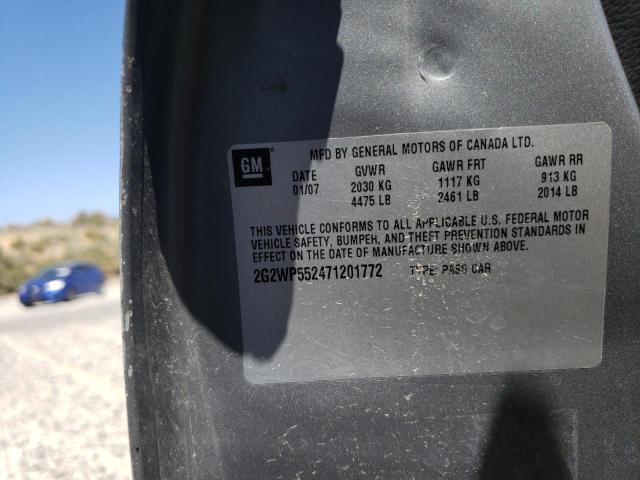 GM
MFD BY GENERAL MOTORS OF CANADA LTD.
DATE GVWR GAWR FRT GAWR RR
01/07 2030 KG 1117 KG 913 KG
4475 LB 2461 LB 2014 LB
THIS VEHICLE CONFORMS TO ALL APPLICABLE U.S. FEDERAL MOTOR
VEHICLE SAFETY, BUMPER, AND THEFT PREVENTION STANDARDS IN
EFFECT ON THE DATE OF MANUFACTURE SHOWN ABOVE.
2G2WP552471201772 TYPE: PASS CAR